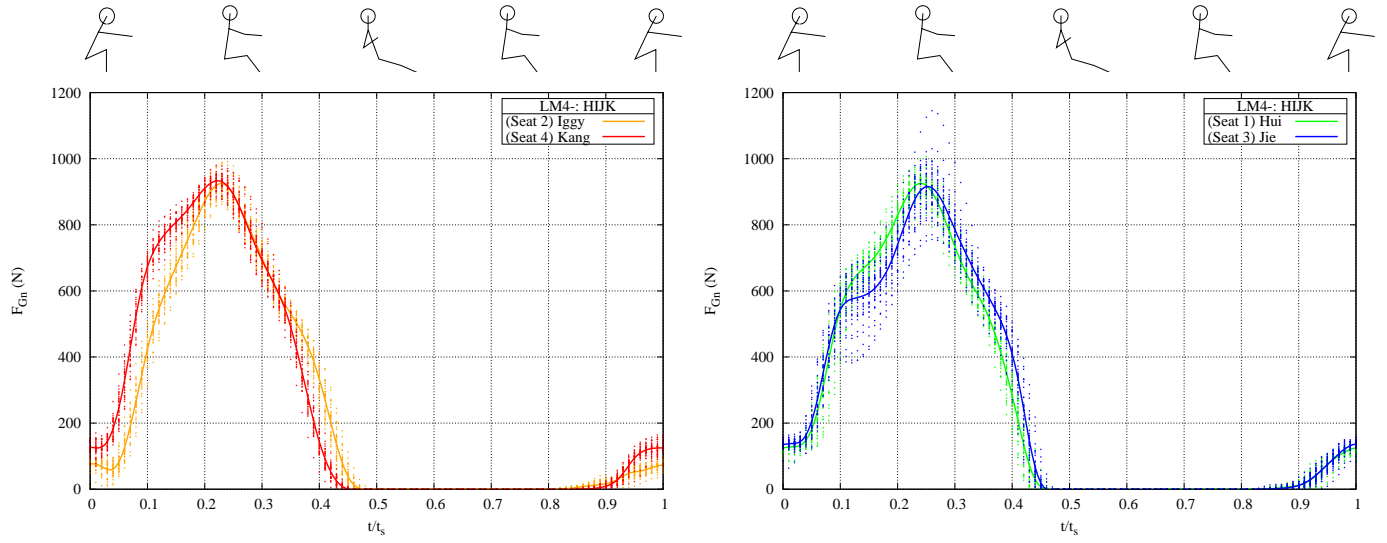 LM4-: HIJK
(Seat 2) Iggy
(Seat 4) Kang
1200
1000
800
600
400
200
0
F_Gn (N)
0 0.1 0.2 0.3 0.4 0.5 0.6 0.7 0.8 0.9 1
t/t_s
LM4-: HIJK
(Seat 1) Hui
(Seat 3) Jie
1200
1000
800
600
400
200
0
F_Gn (N)
0 0.1 0.2 0.3 0.4 0.5 0.6 0.7 0.8 0.9 1
t/t_s